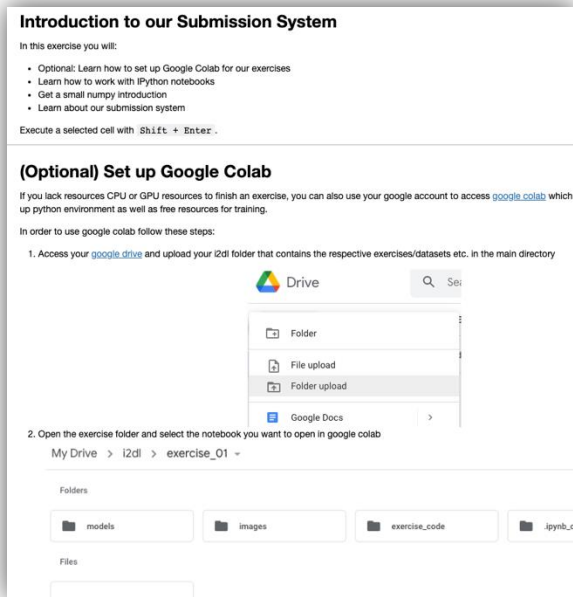 Introduction to our Submission System
In this exercise you will:
• Optional: Learn how to set up Google Colab for our exercises
• Learn how to work with IPython notebooks
• Get a small numpy introduction
• Learn about our submission system
Execute a selected cell with Shift + Enter .
(Optional) Set up Google Colab
If you lack resources CPU or GPU resources to finish an exercise, you can also use your google account to access google colab which
up python environment as well as free resources for training.
In order to use google colab follow these steps:
1. Access your google drive and upload your i2dl folder that contains the respective exercises/datasets etc. in the main directory
Drive
Folder
File upload
Folder upload
Google Docs
2. Open the exercise folder and select the notebook you want to open in google colab
My Drive > i2dl > exercise_01
Folders
models images exercise_code
Files